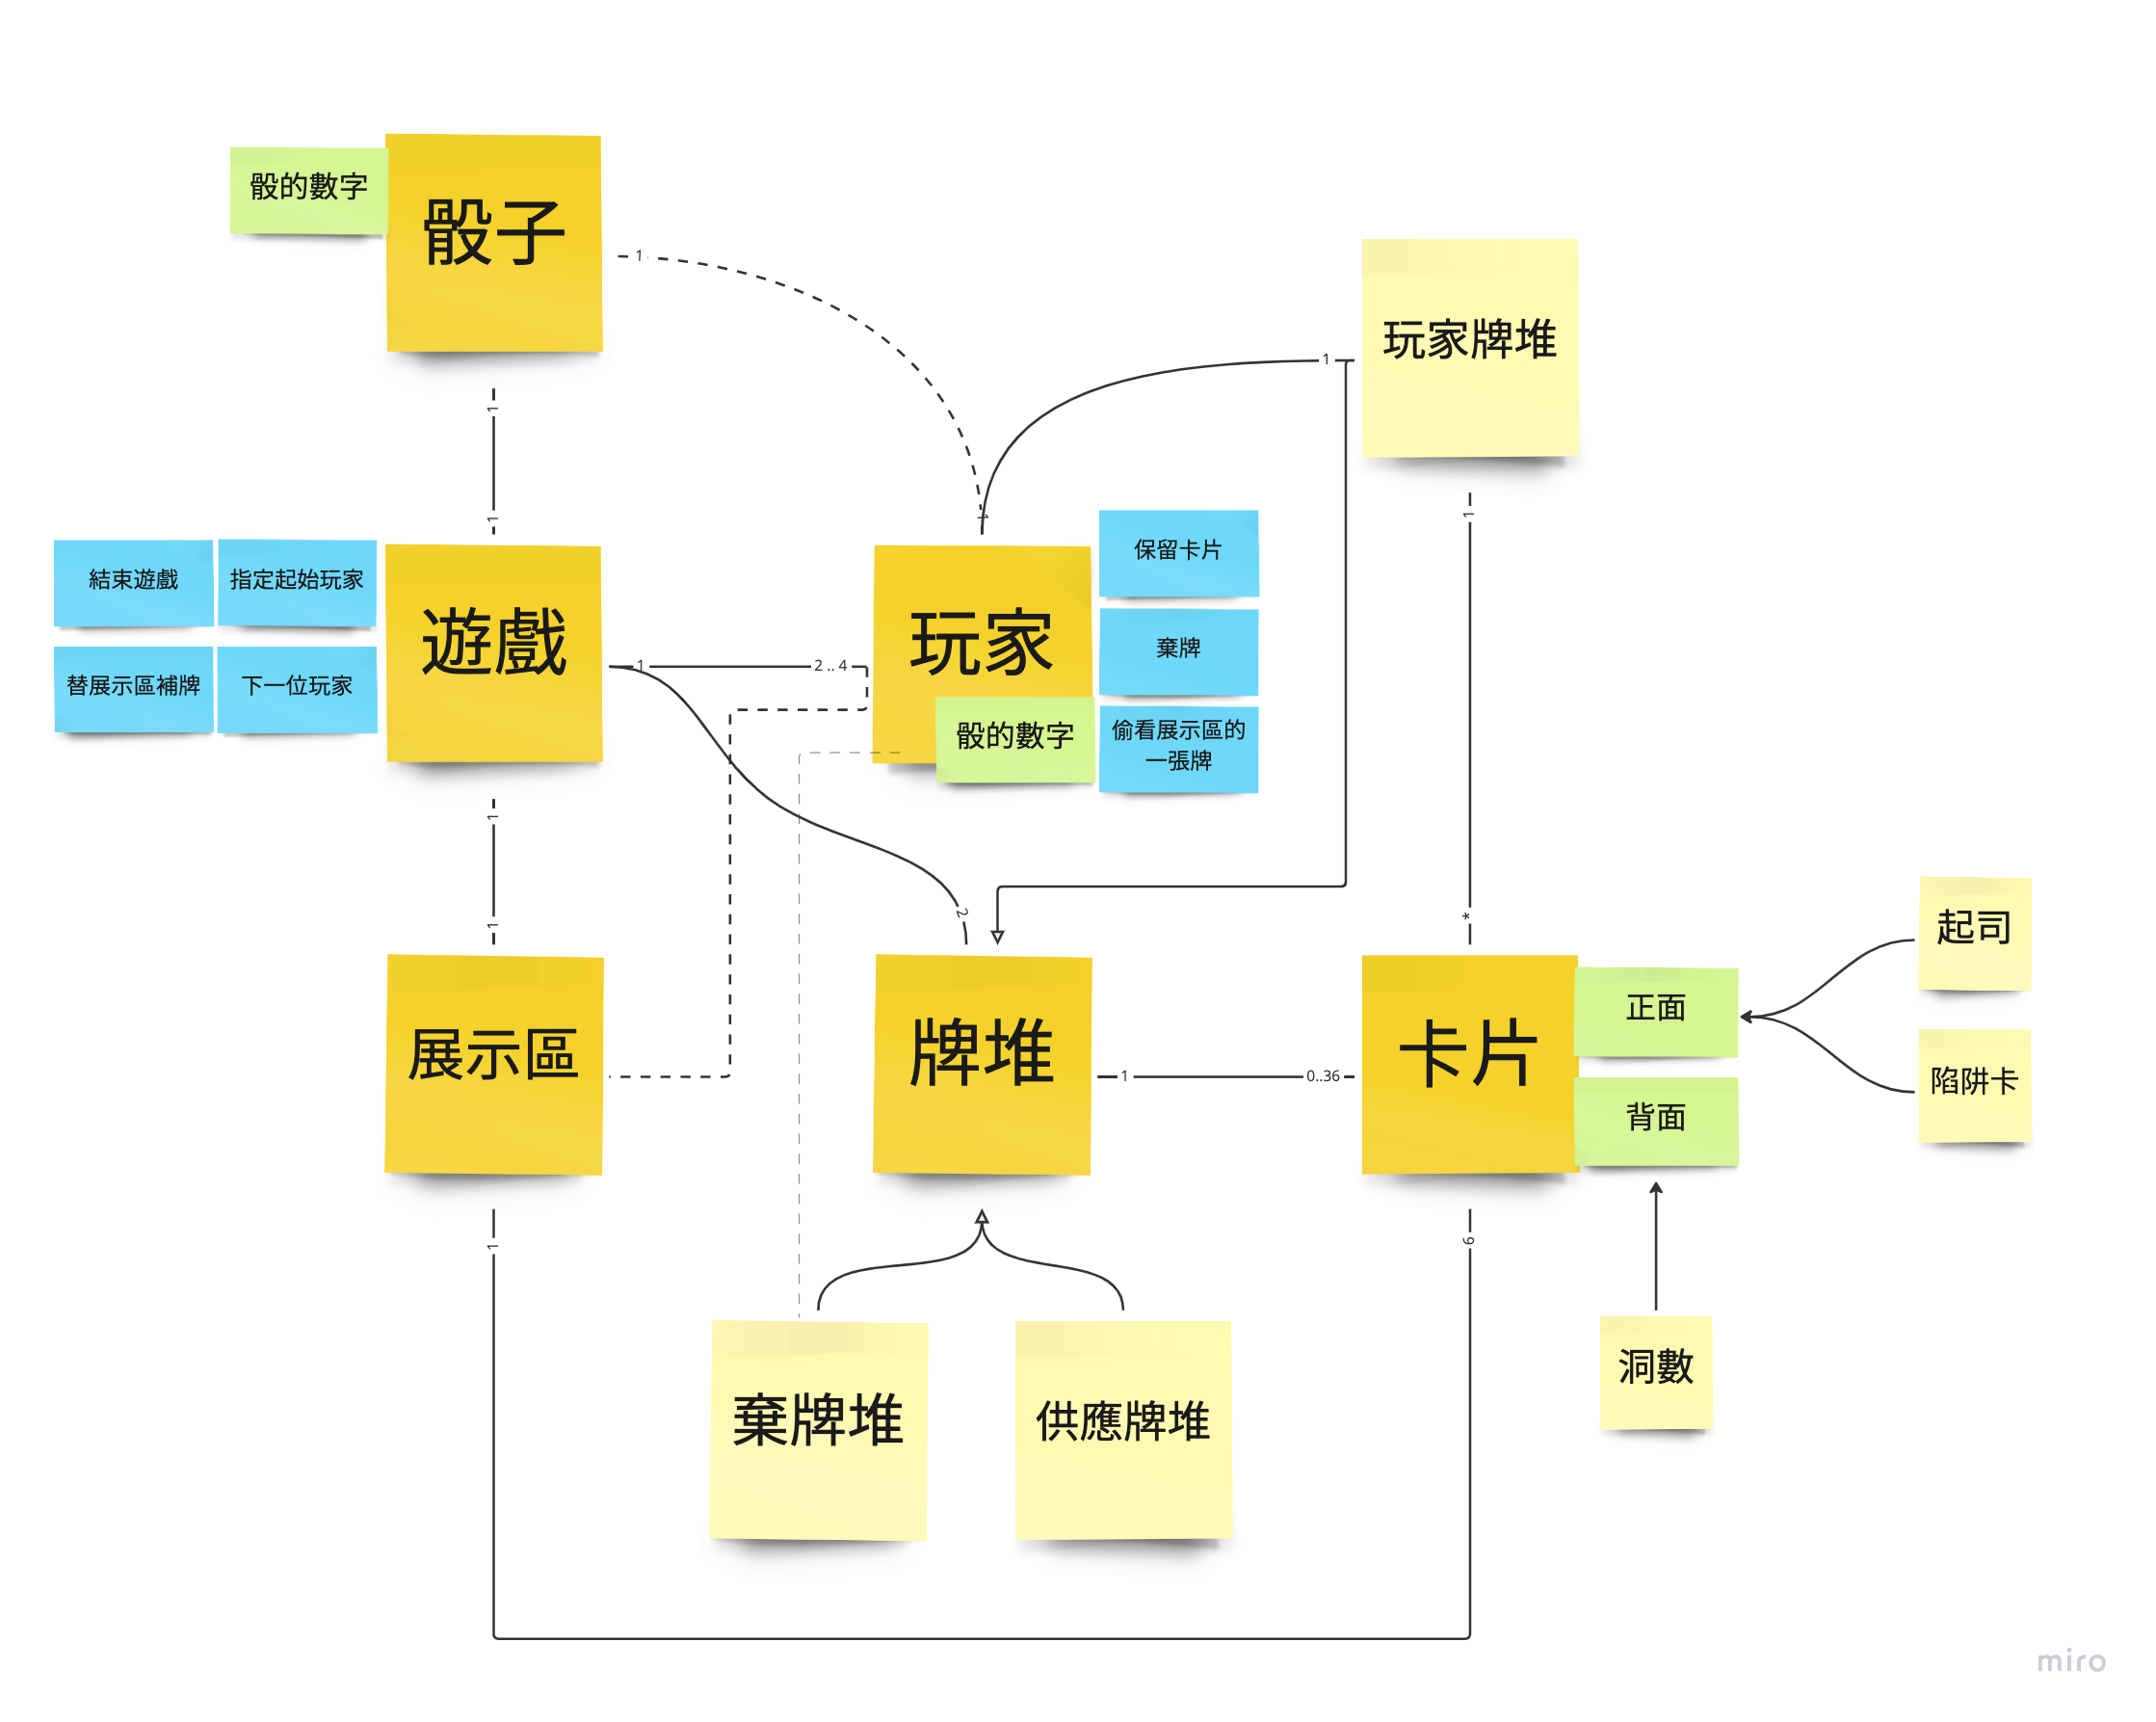 骰的數字
骰子
1
1
玩家牌堆
1
1
1
1
1
結束遊戲
指定起始玩家
替展示區補牌
下一位玩家
遊戲
1
2 .. 4
玩家
骰的數字
保留卡片
棄牌
偷看展示區的
一張牌
1
1
2
*
展示區
牌堆
1
0..36
卡片
正面
背面
起司
陷阱卡
1
6
棄牌堆
供應牌堆
洞數
miro